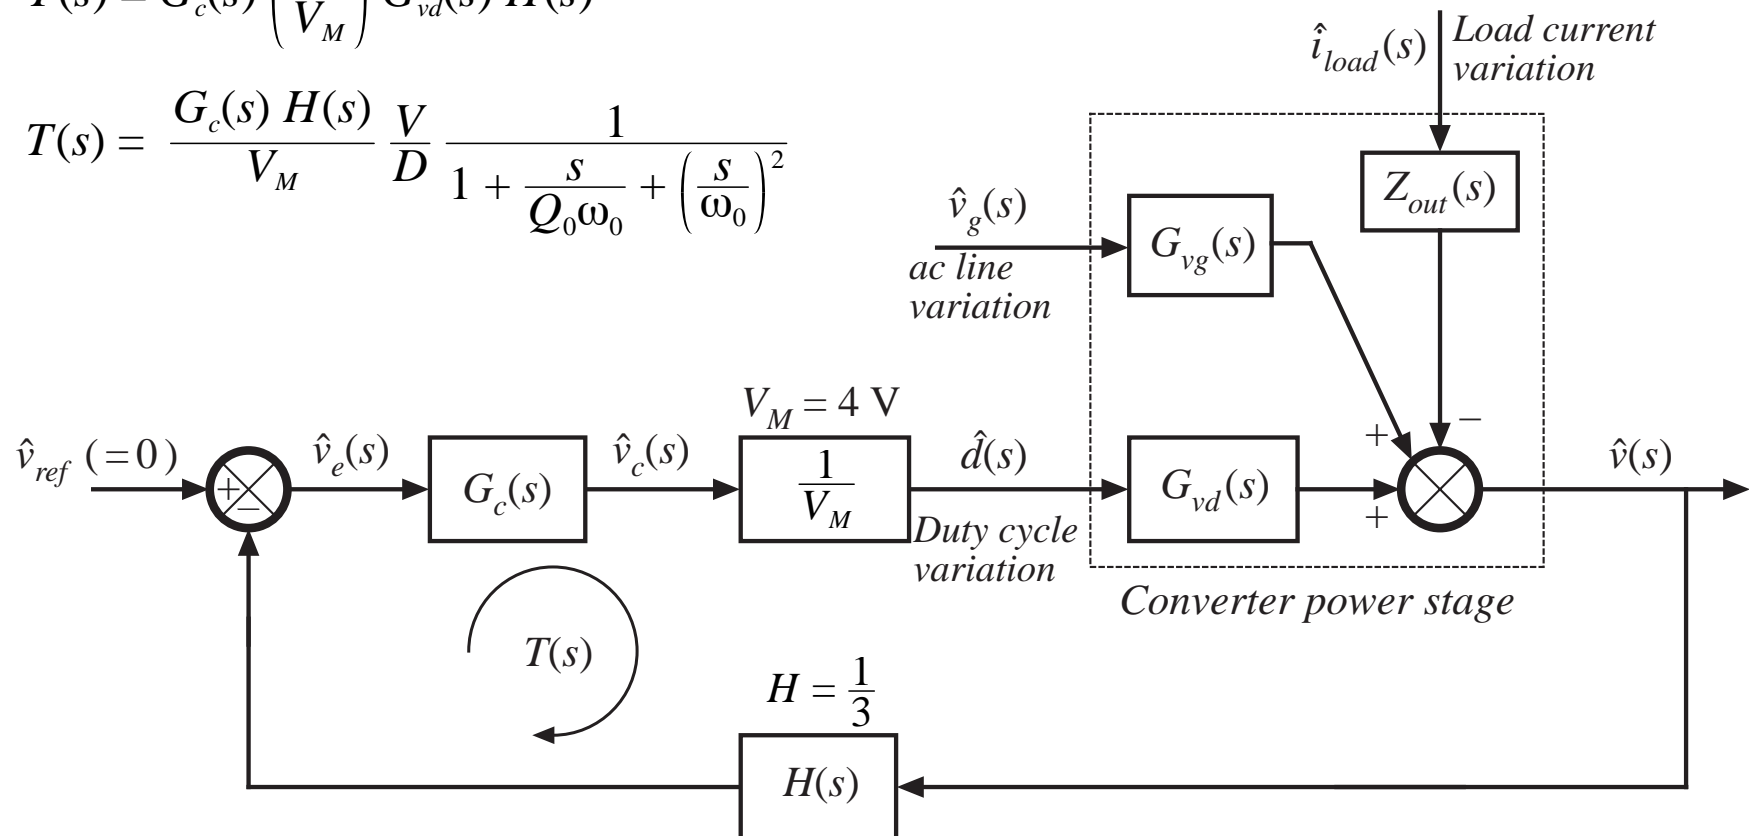 T(s) = G_c(s) ( / V_M) G_vd(s) H(s)
T(s) = G_c(s) H(s) / V_M V / D 1 / (1 + s / Q_0ω_0 + (s / ω_0)^2)
î_load(s)
Load current
variation
Z_out(s)
v̂_g(s)
G_vg(s)
ac line
variation
V_M = 4 V
v̂_ref (=0)
+
–
v̂_e(s)
G_c(s)
v̂_c(s)
1 / V_M
d̂(s)
Duty cycle
variation
G_vd(s)
+
–
+
v̂(s)
Converter power stage
T(s)
H = 1/3
H(s)